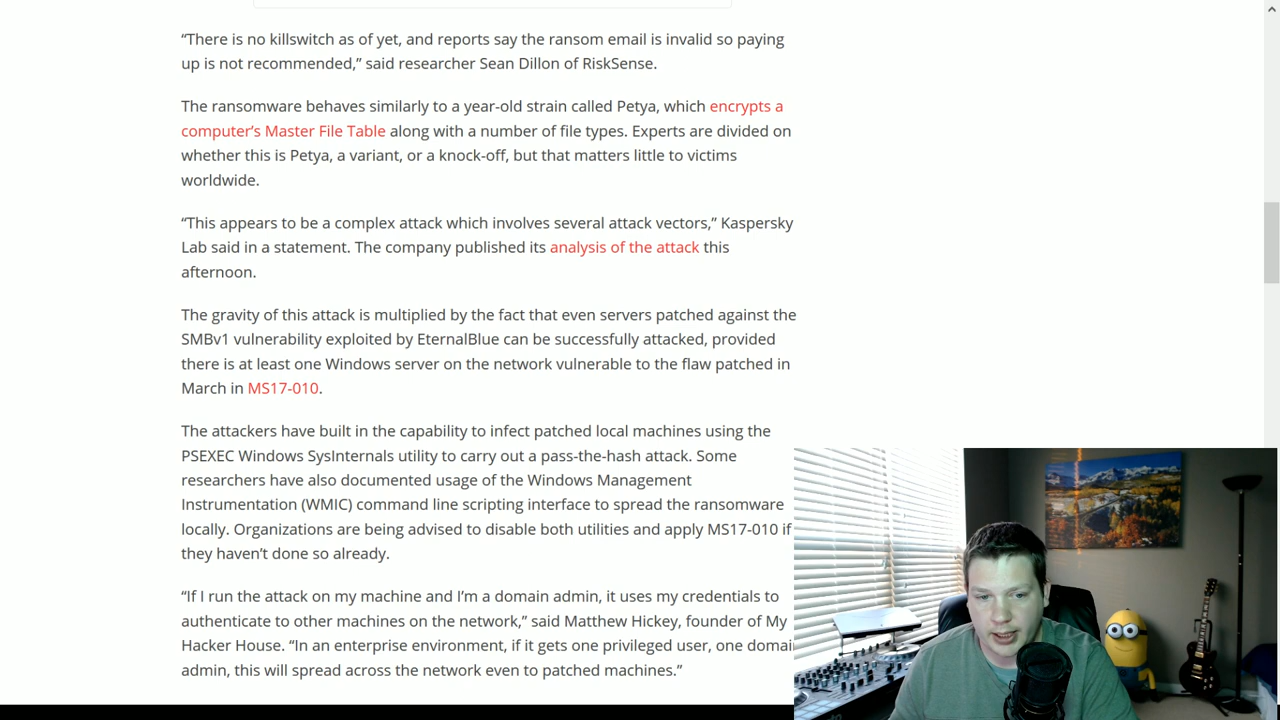 “There is no killswitch as of yet, and reports say the ransom email is invalid so paying
up is not recommended,” said researcher Sean Dillon of RiskSense.
The ransomware behaves similarly to a year-old strain called Petya, which encrypts a
computer’s Master File Table along with a number of file types. Experts are divided on
whether this is Petya, a variant, or a knock-off, but that matters little to victims
worldwide.
“This appears to be a complex attack which involves several attack vectors,” Kaspersky
Lab said in a statement. The company published its analysis of the attack this
afternoon.
The gravity of this attack is multiplied by the fact that even servers patched against the
SMBv1 vulnerability exploited by EternalBlue can be successfully attacked, provided
there is at least one Windows server on the network vulnerable to the flaw patched in
March in MS17-010.
The attackers have built in the capability to infect patched local machines using the
PSEXEC Windows SysInternals utility to carry out a pass-the-hash attack. Some
researchers have also documented usage of the Windows Management
Instrumentation (WMIC) command line scripting interface to spread the ransomware
locally. Organizations are being advised to disable both utilities and apply MS17-010 if
they haven’t done so already.
“If I run the attack on my machine and I’m a domain admin, it uses my credentials to
authenticate to other machines on the network,” said Matthew Hickey, founder of My
Hacker House. “In an enterprise environment, if it gets one privileged user, one domai
admin, this will spread across the network even to patched machines.”